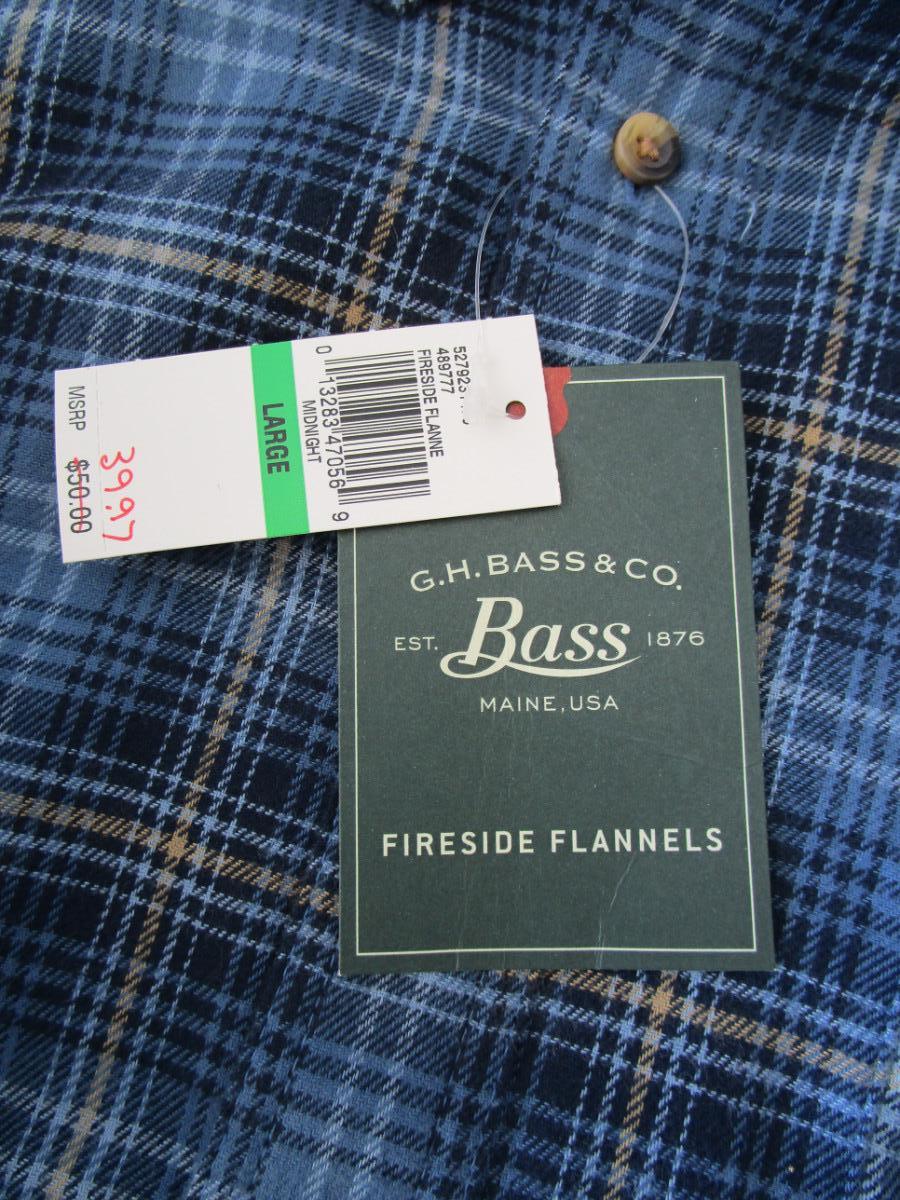 489777
FIRESIDE FLANNE
0 13283 47056 9
MIDNIGHT
LARGE
39.97
MSRP $50.00
G.H. BASS & CO.
EST. Bass 1876
MAINE, USA
FIRESIDE FLANNELS